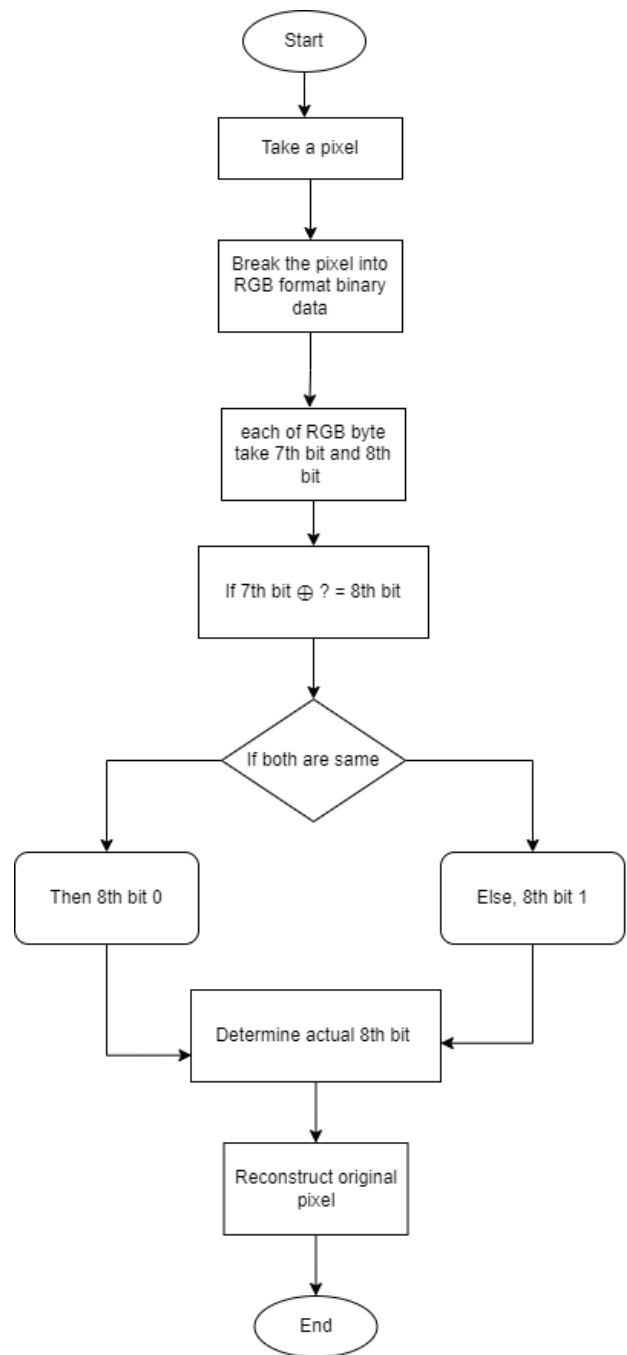 Start
Take a pixel
Break the pixel into
RGB format binary
data
each of RGB byte
take 7th bit and 8th
bit
If 7th bit ⊕ ? = 8th bit
If both are same
Then 8th bit 0
Else, 8th bit 1
Determine actual 8th bit
Reconstruct original
pixel
End